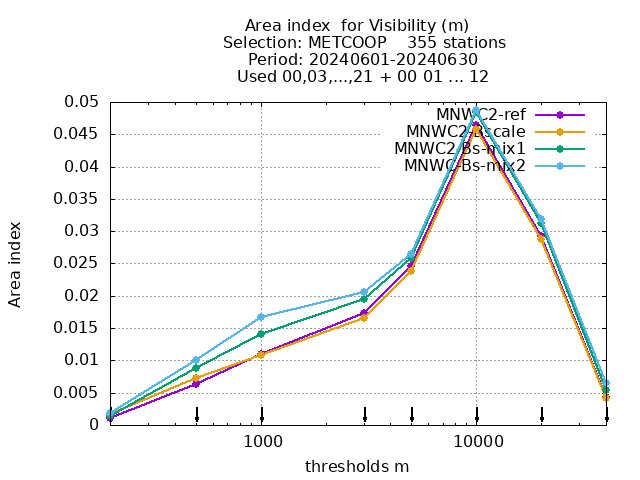 Area index  for Visibility (m)
Selection: METCOOP    355 stations
Period: 20240601-20240630
Used 00,03,...,21 + 00 01 ... 12
MNWC2-ref
MNWC2-Bscale
MNWC2-Bs-mix1
MNWC-Bs-mix2
0.05
0.045
0.04
0.035
0.03
0.025
0.02
0.015
0.01
0.005
0
Area index
1000
10000
thresholds m